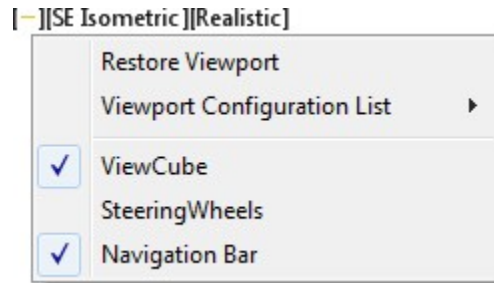 [−][SE Isometric][Realistic]
Restore Viewport
Viewport Configuration List
ViewCube
SteeringWheels
Navigation Bar